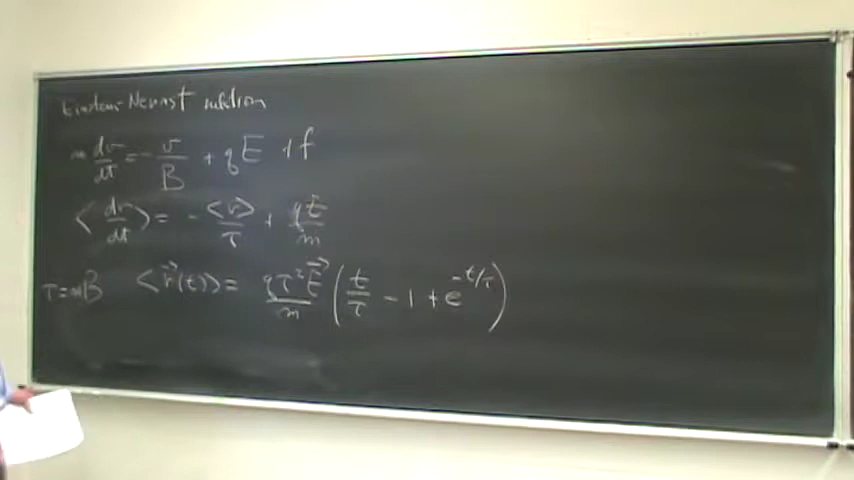 Einstein-Nernst relation
m dv/dt = - v/B + qE + f
<dv/dt> = - <v>/τ + qE/m
τ=mB <r⃗(t)> = qτ²E⃗/m (t/τ - 1 + e^{-t/τ})